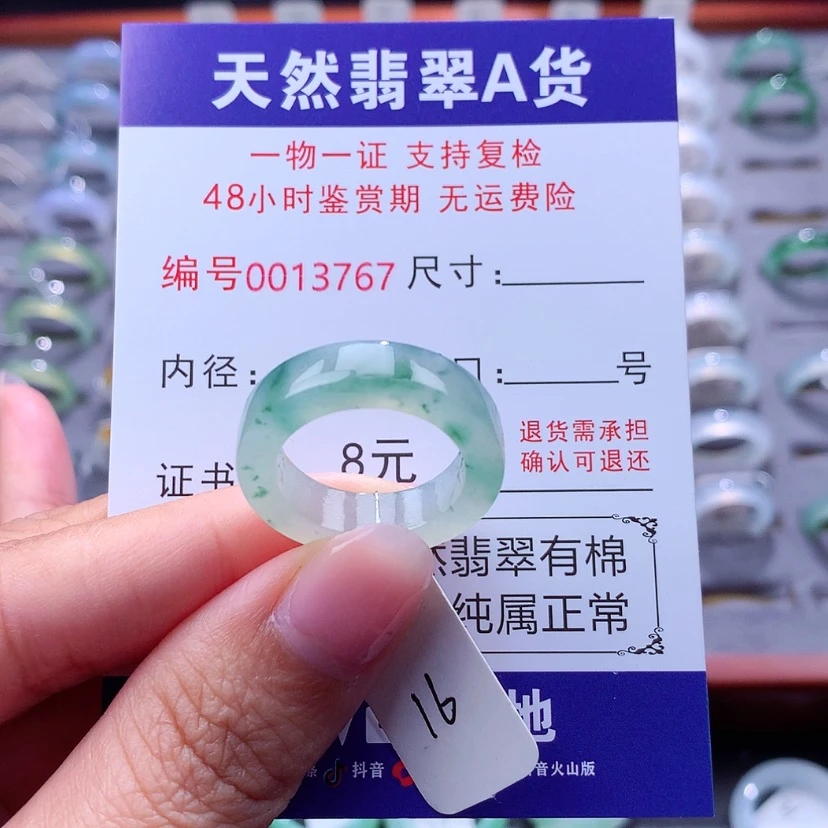 天然翡翠A货
一物一证 支持复检
48小时鉴赏期 无运费险
编号0013767 尺寸:
内径: 口: 号
退货需承担
确认可退还
证书 8元
然翡翠有棉
纯属正常
16
地
条 抖音 音火山版